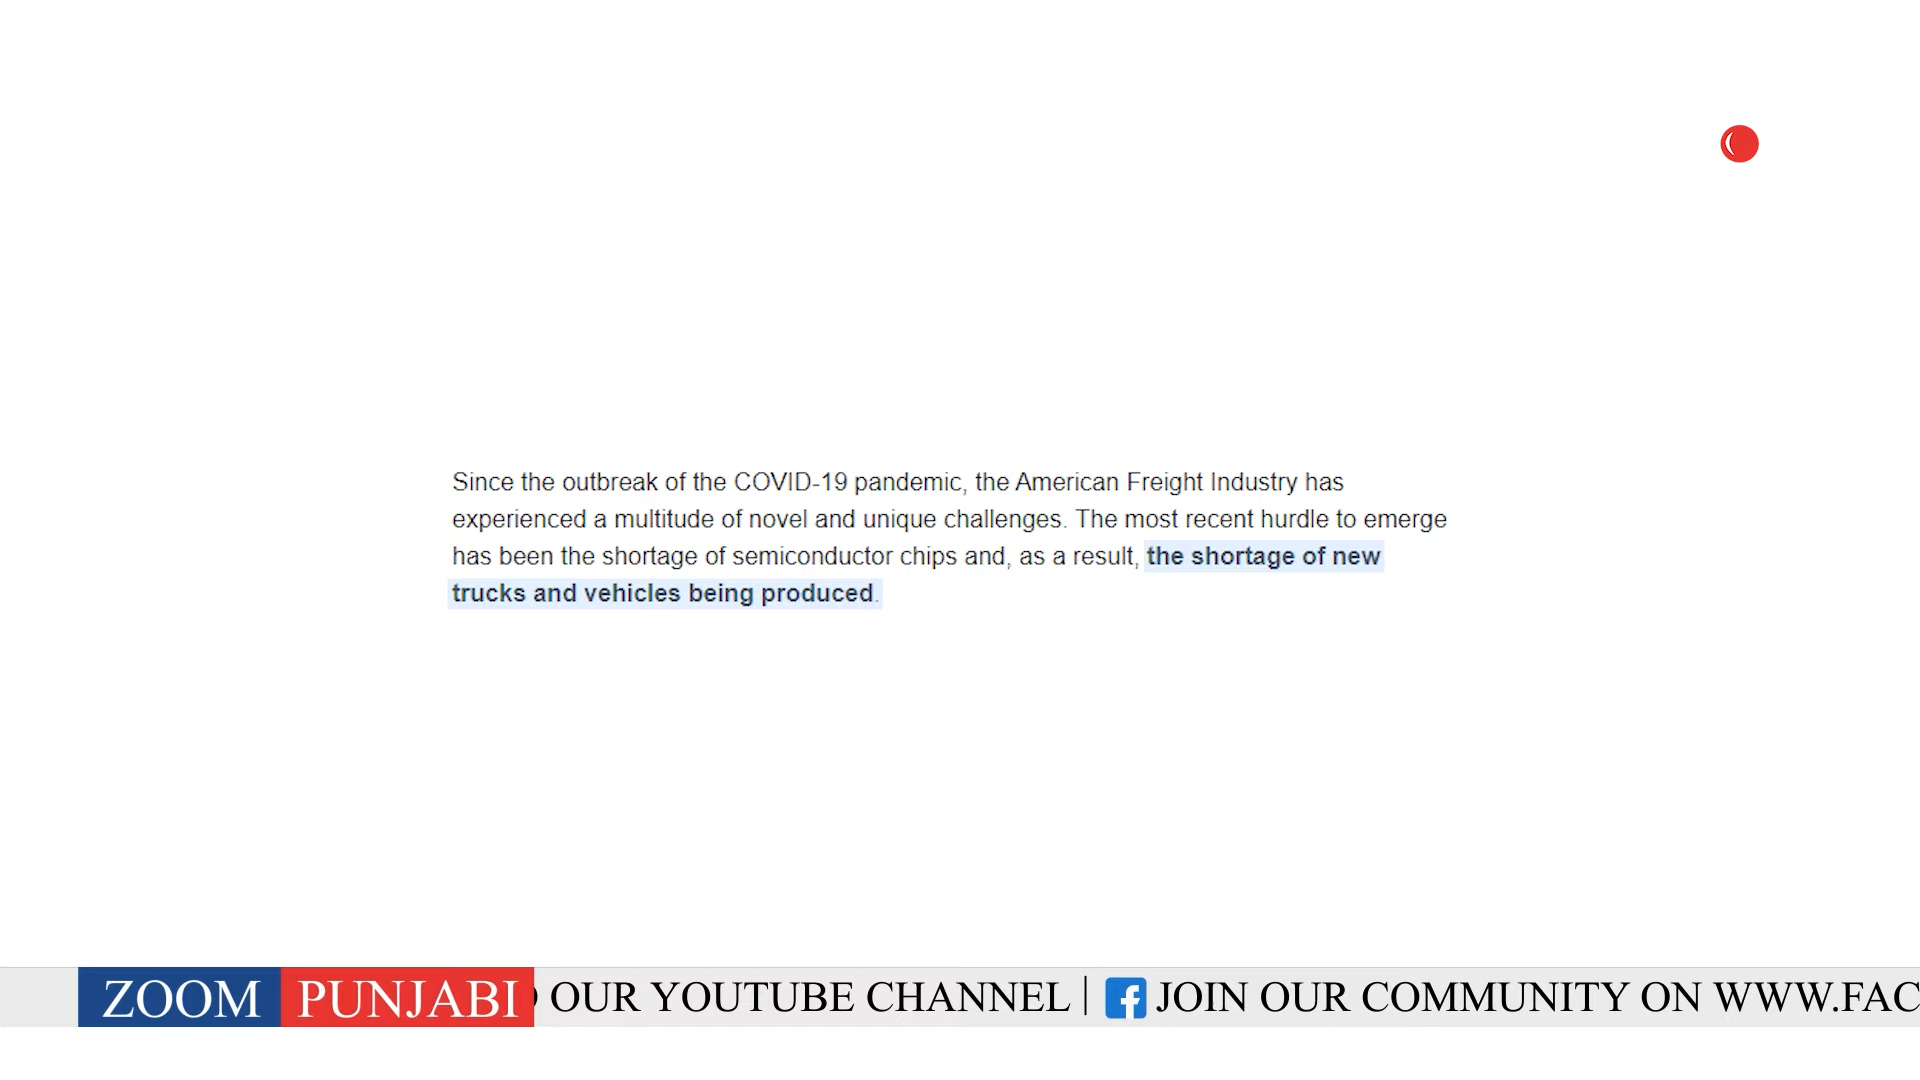 Since the outbreak of the COVID-19 pandemic, the American Freight Industry has
experienced a multitude of novel and unique challenges. The most recent hurdle to emerge
has been the shortage of semiconductor chips and, as a result, the shortage of new
trucks and vehicles being produced.
ZOOM PUNJABI OUR YOUTUBE CHANNEL | JOIN OUR COMMUNITY ON WWW.FAC